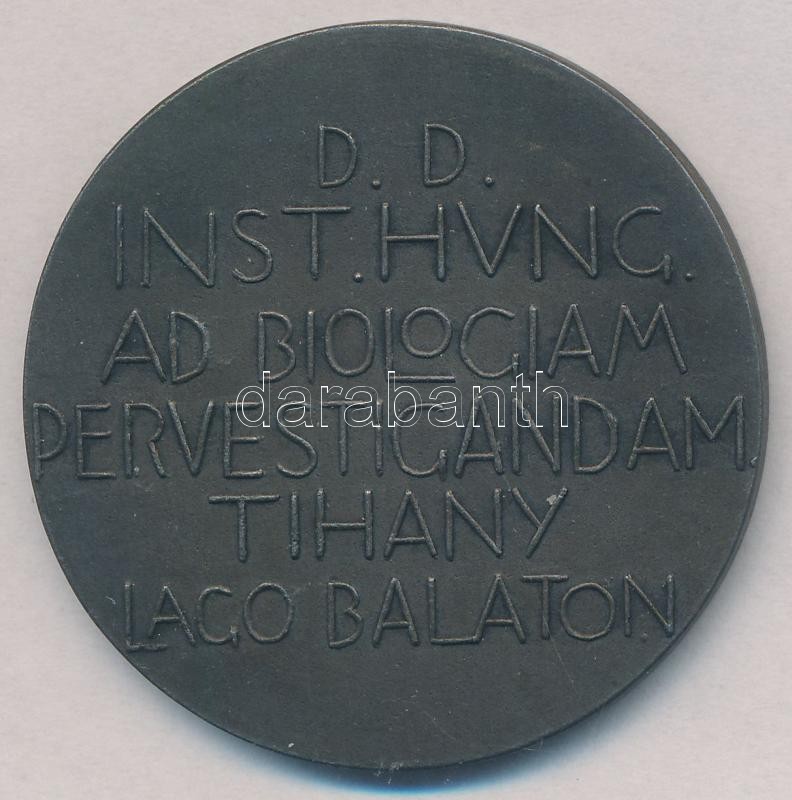 D. D.
INST. HVNG.
AD BIOLOGIAM
PERVESTIGANDAM.
TIHANY
LAGO BALATON.
darabanth